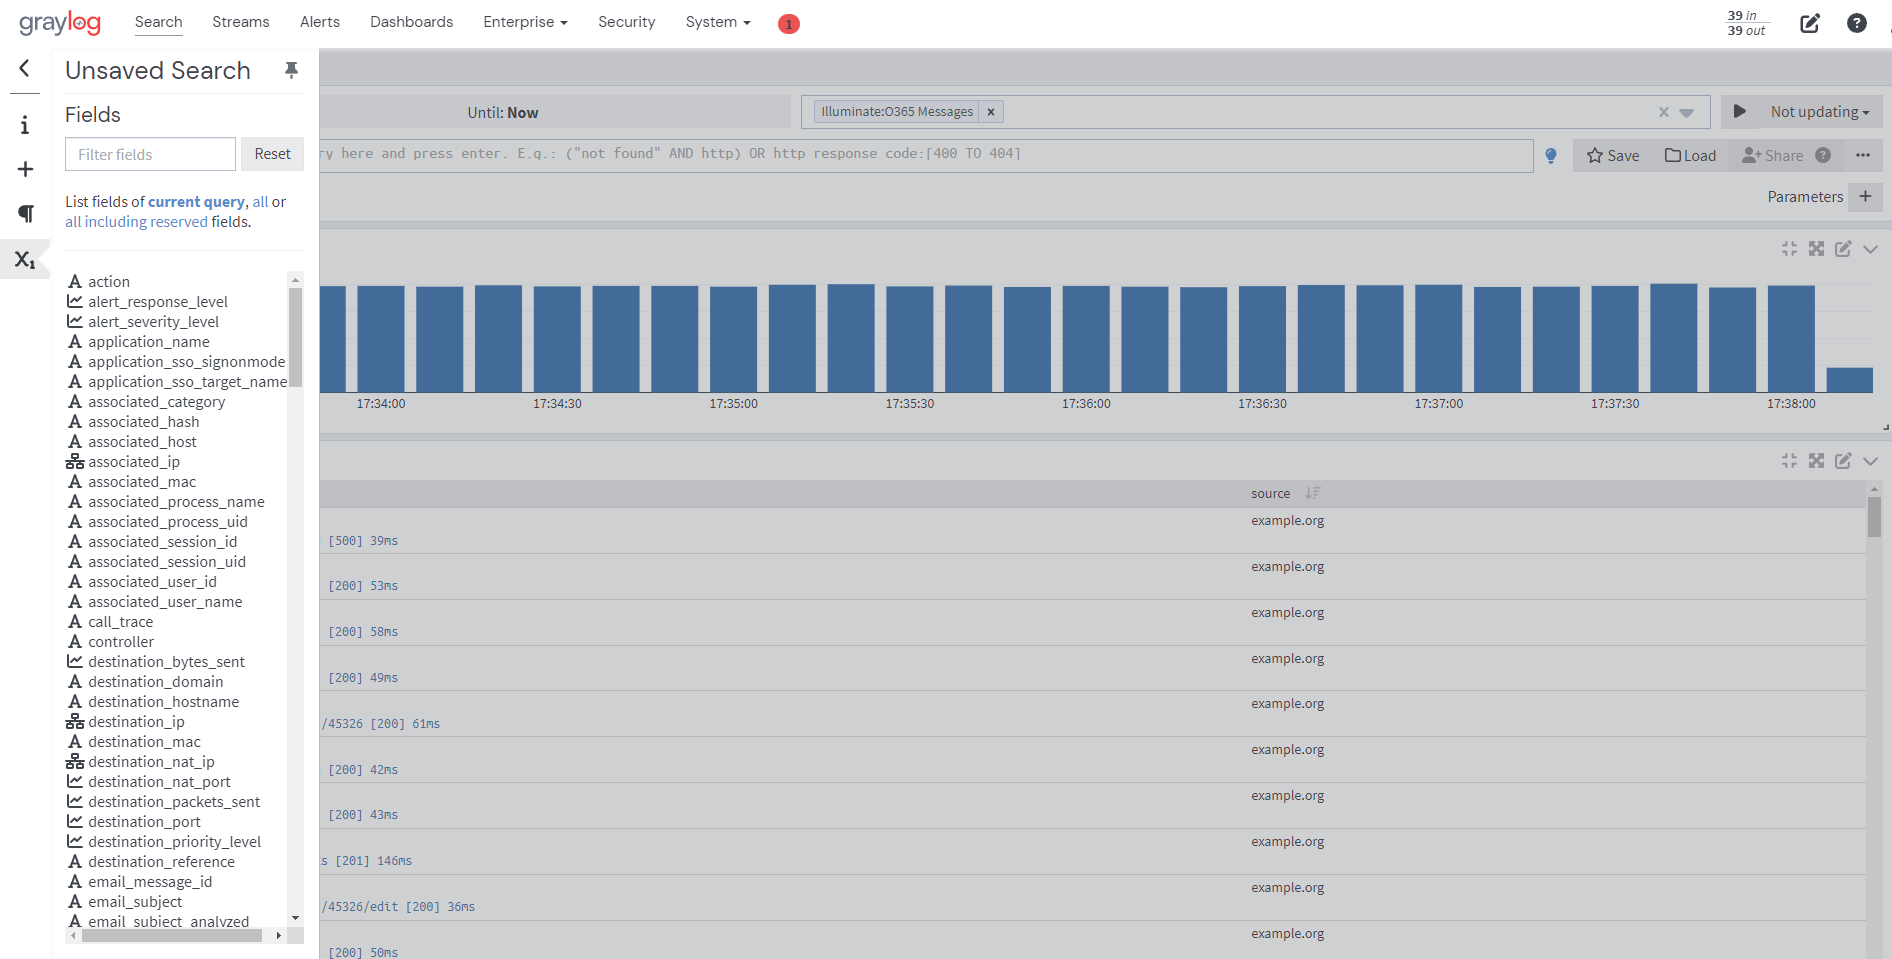 graylog Search Streams Alerts Dashboards Enterprise Security System 1 39 in
39 out
Unsaved Search
Fields
Filter fields Reset
List fields of current query, all or
all including reserved fields.
action
alert_response_level
alert_severity_level
application_name
application_sso_signonmode
application_sso_target_name
associated_category
associated_hash
associated_host
associated_ip
associated_mac
associated_process_name
associated_process_uid
associated_session_id
associated_session_uid
associated_user_id
associated_user_name
call_trace
controller
destination_bytes_sent
destination_domain
destination_hostname
destination_ip
destination_mac
destination_nat_ip
destination_nat_port
destination_packets_sent
destination_port
destination_priority_level
destination_reference
email_message_id
email_subject
email_subject_analyzed
Until: Now Illuminate:O365 Messages × Not updating
ry here and press enter. E.g.: ("not found" AND http) OR http response code:[400 TO 404] Save Load Share ? •••
Parameters +
17:34:00 17:34:30 17:35:00 17:35:30 17:36:00 17:36:30 17:37:00 17:37:30 17:38:00
source
example.org
[500] 39ms
example.org
[200] 53ms
example.org
[200] 58ms
example.org
[200] 49ms
example.org
/45326 [200] 61ms
example.org
[200] 42ms
example.org
[200] 43ms
example.org
s [201] 146ms
example.org
/45326/edit [200] 36ms
example.org
[200] 50ms